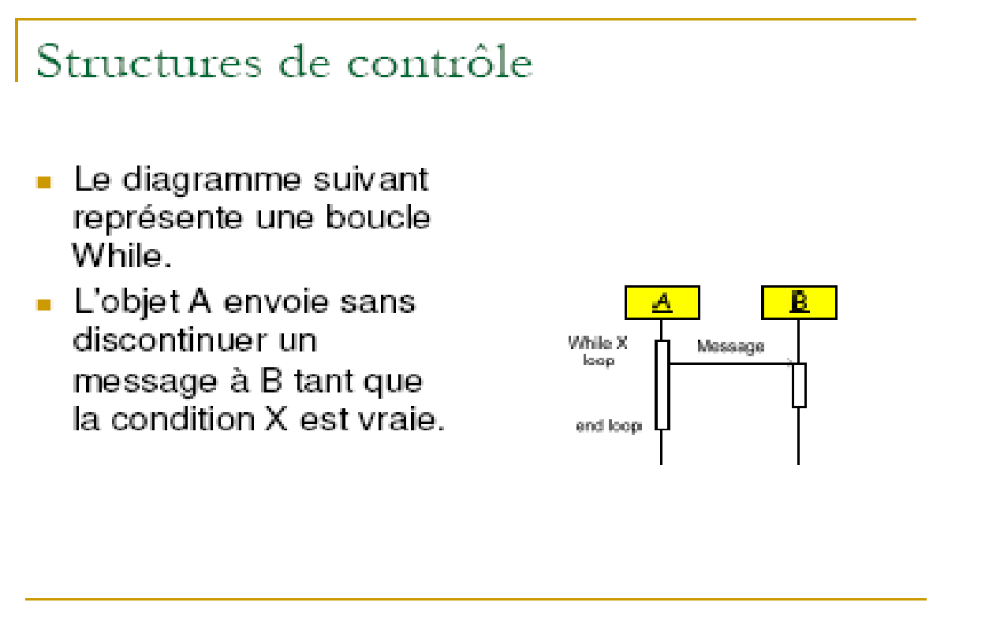 Structures de contrôle
Le diagramme suivant
représente une boucle
While.
L'objet A envoie sans
discontinuer un
message à B tant que
la condition X est vraie.
A
B
While X
loop
Message
end loop